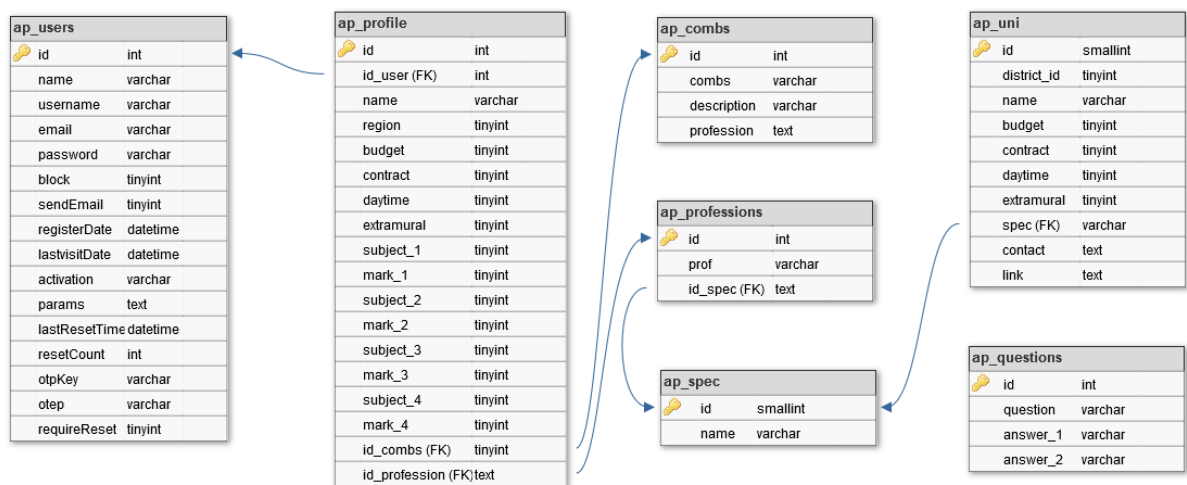 ap_users
id int
name varchar
username varchar
email varchar
password varchar
block tinyint
sendEmail tinyint
registerDate datetime
lastvisitDate datetime
activation varchar
params text
lastResetTime datetime
resetCount int
otpKey varchar
otep varchar
requireReset tinyint
ap_profile
id int
id_user (FK) int
name varchar
region tinyint
budget tinyint
contract tinyint
daytime tinyint
extramural tinyint
subject_1 tinyint
mark_1 tinyint
subject_2 tinyint
mark_2 tinyint
subject_3 tinyint
mark_3 tinyint
subject_4 tinyint
mark_4 tinyint
id_combs (FK) tinyint
id_profession (FK) text
ap_combs
id int
combs varchar
description varchar
profession text
ap_professions
id int
prof varchar
id_spec (FK) text
ap_spec
id smallint
name varchar
ap_uni
id smallint
district_id tinyint
name varchar
budget tinyint
contract tinyint
daytime tinyint
extramural tinyint
spec (FK) varchar
contact text
link text
ap_questions
id int
question varchar
answer_1 varchar
answer_2 varchar